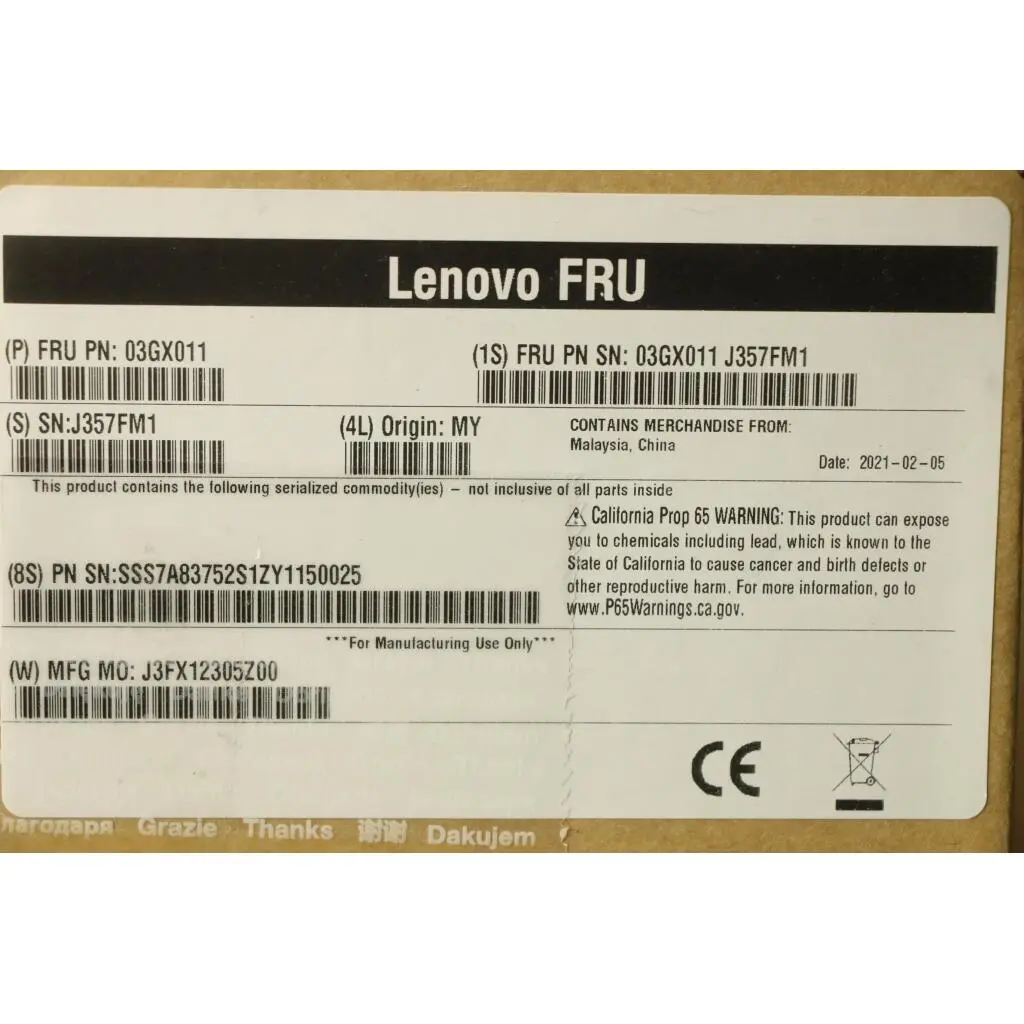 Lenovo FRU
(P) FRU PN: 03GX011
(1S) FRU PN SN: 03GX011 J357FM1
(S) SN:J357FM1
(4L) Origin: MY
CONTAINS MERCHANDISE FROM:
Malaysia, China
Date: 2021-02-05
This product contains the following serialized commodity(ies) – not inclusive of all parts inside
California Prop 65 WARNING: This product can expose
you to chemicals including lead, which is known to the
State of California to cause cancer and birth defects or
other reproductive harm. For more information, go to
www.P65Warnings.ca.gov.
(8S) PN SN:SSS7A83752S1ZY1150025
***For Manufacturing Use Only***
(W) MFG MO: J3FX12305Z00
CE
Grazie Thanks 谢谢 Dakujem